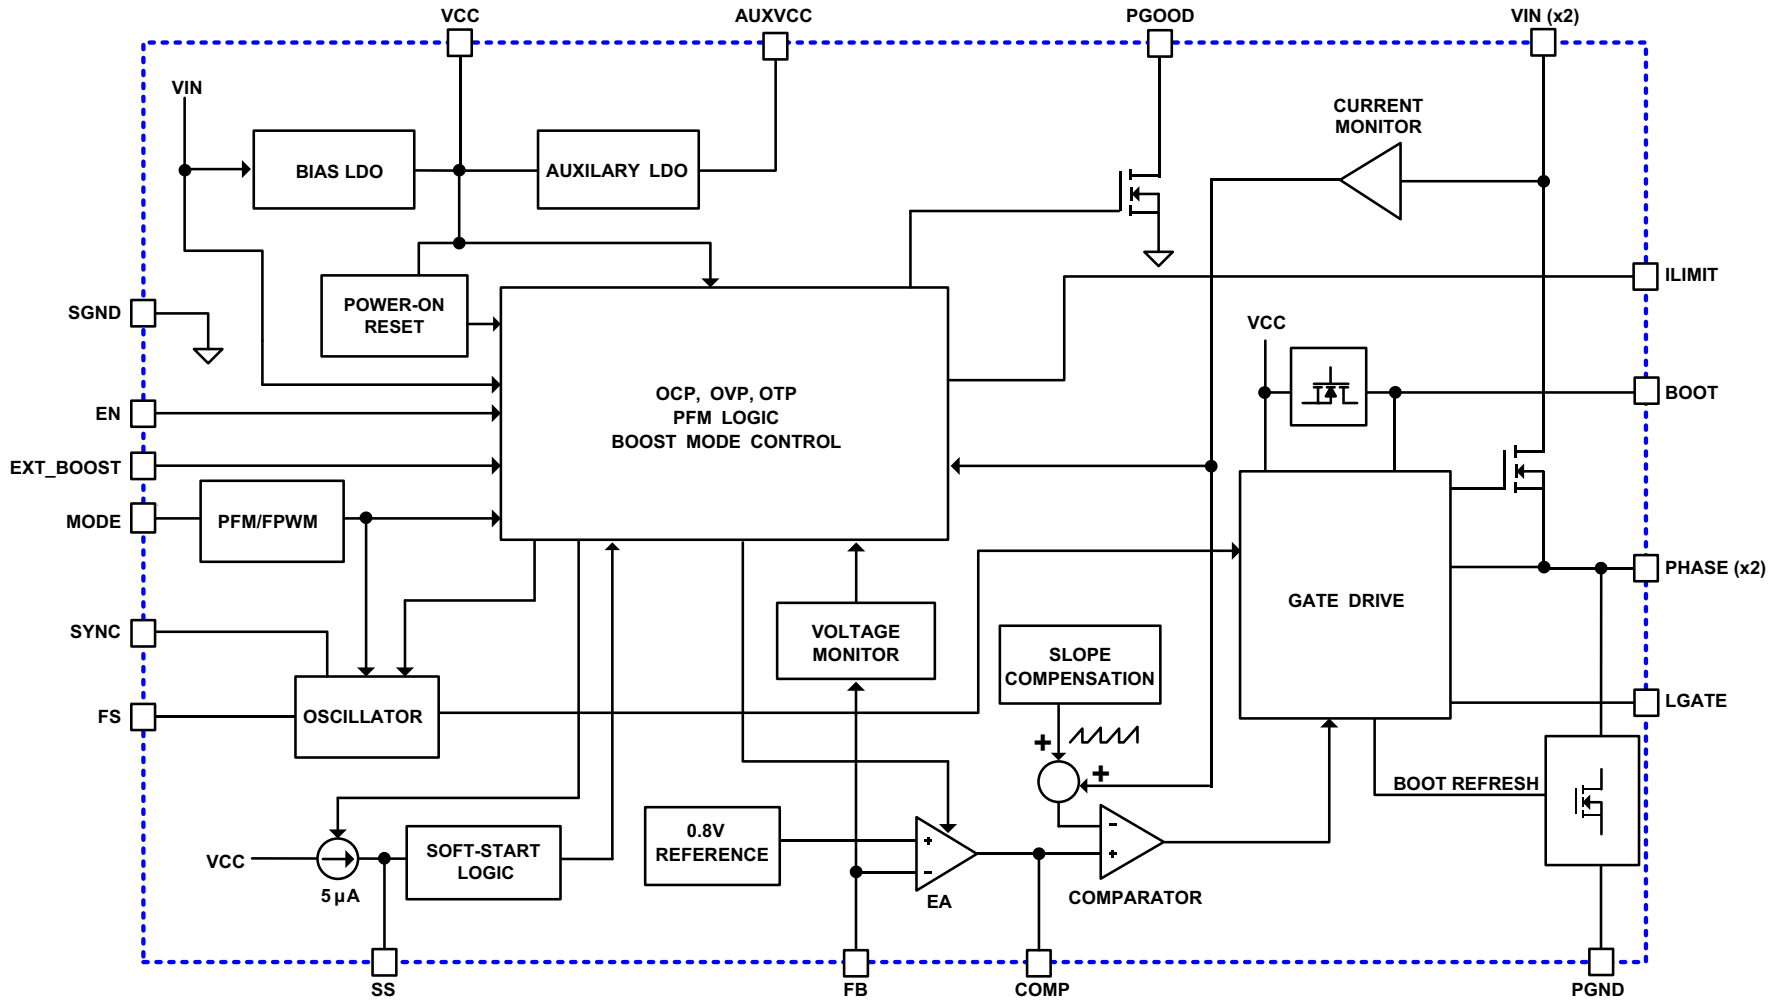 VCC
AUXVCC
PGOOD
VIN (x2)
VIN
CURRENT
MONITOR
BIAS LDO
AUXILARY LDO
SGND
POWER-ON
RESET
ILIMIT
VCC
BOOT
OCP, OVP, OTP
PFM LOGIC
BOOST MODE CONTROL
EN
EXT_BOOST
MODE
PFM/FPWM
PHASE (x2)
GATE DRIVE
SYNC
VOLTAGE
MONITOR
SLOPE
COMPENSATION
FS
OSCILLATOR
LGATE
+
+
BOOT REFRESH
0.8V
REFERENCE
+
-
EA
-
+
COMPARATOR
VCC
5 µA
SOFT-START
LOGIC
SS
FB
COMP
PGND